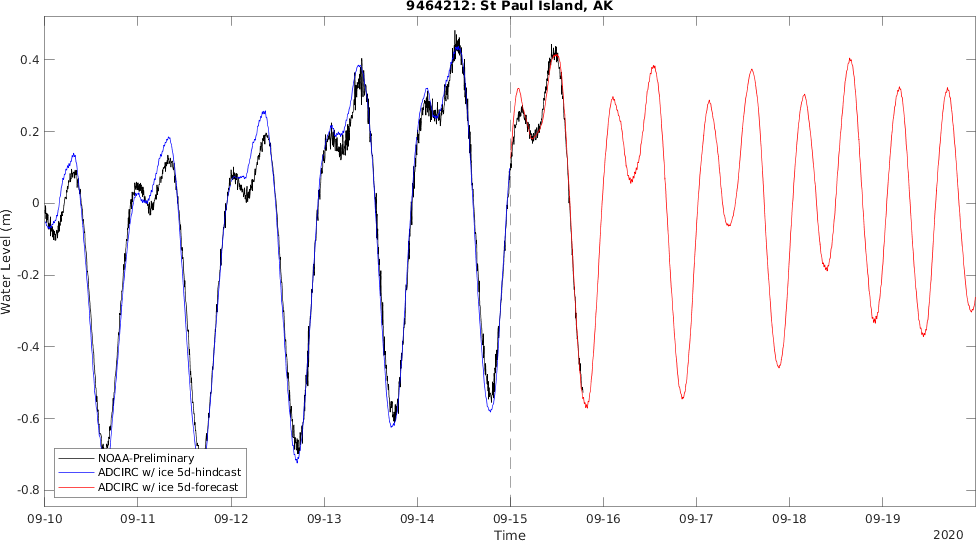 9464212: St Paul Island, AK
Water Level (m)
0.4
0.2
0
-0.2
-0.4
-0.6
-0.8
NOAA-Preliminary
ADCIRC w/ ice 5d-hindcast
ADCIRC w/ ice 5d-forecast
09-10 09-11 09-12 09-13 09-14 09-15 09-16 09-17 09-18 09-19
Time
2020